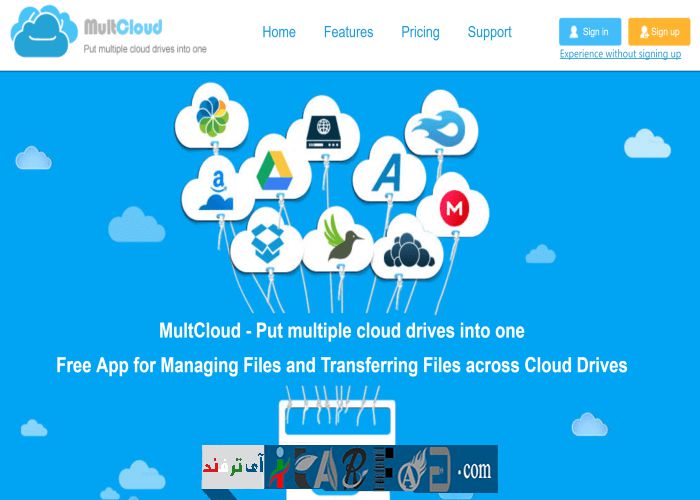 MultCloud
Put multiple cloud drives into one
Home Features Pricing Support
Sign in Sign up
Experience without signing up
MultCloud - Put multiple cloud drives into one
Free App for Managing Files and Transferring Files across Cloud Drives
آی ترفند
.com